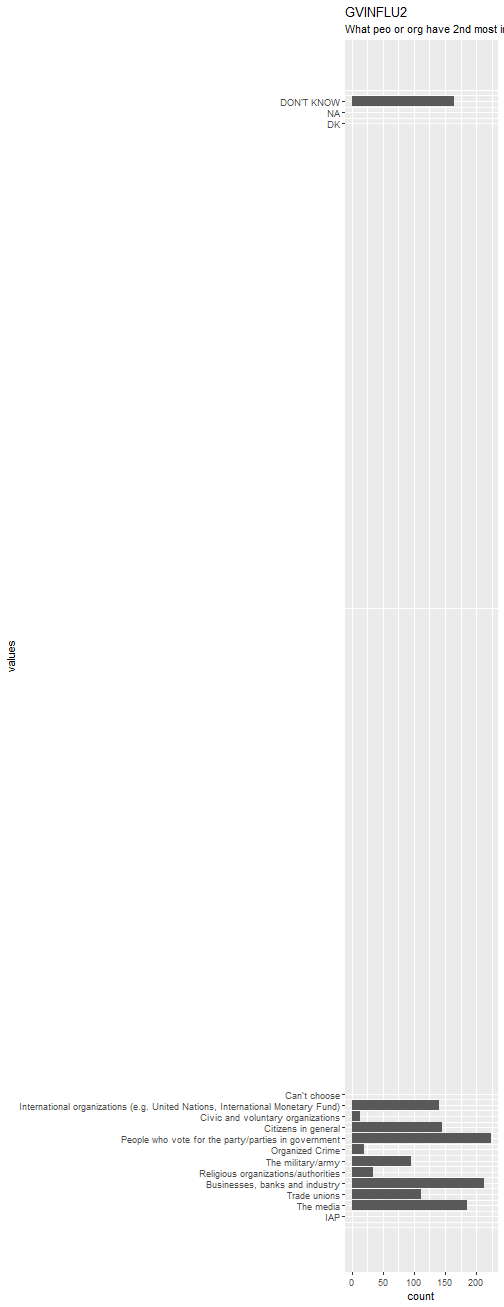 GVINFLU2
What peo or org have 2nd most
DON'T KNOW
NA
DK
values
Can't choose
International organizations (e.g. United Nations, International Monetary Fund)
Civic and voluntary organizations
Citizens in general
People who vote for the party/parties in government
Organized Crime
The military/army
Religious organizations/authorities
Businesses, banks and industry
Trade unions
The media
IAP
0 50 100 150 200
count